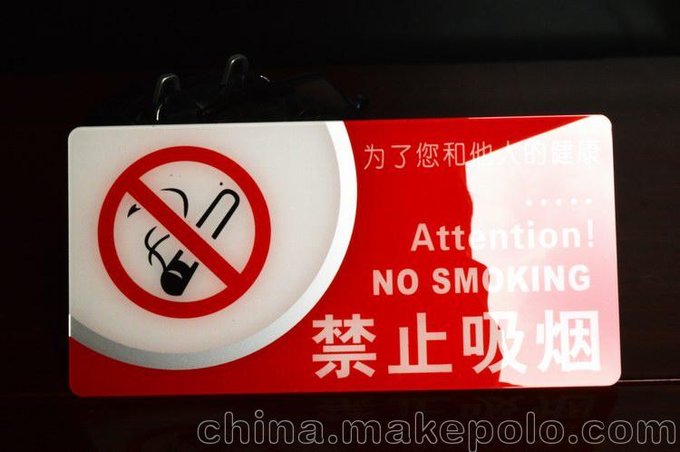 为了您和他人的健康
.....
Attention!
NO SMOKING
禁止吸烟
china.makepolo.com